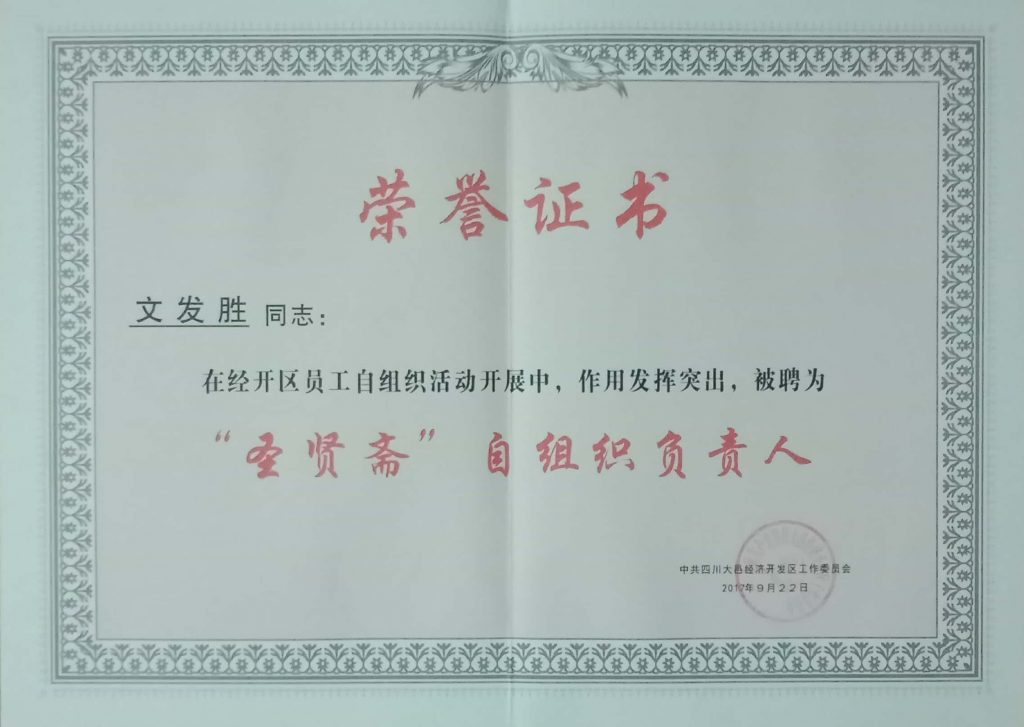 荣誉证书
文发胜 同志：
在经开区员工自组织活动开展中，作用发挥突出，被聘为
“圣贤斋”自组织负责人
中共四川大邑经济开发区工作委员会
2017年9月22日